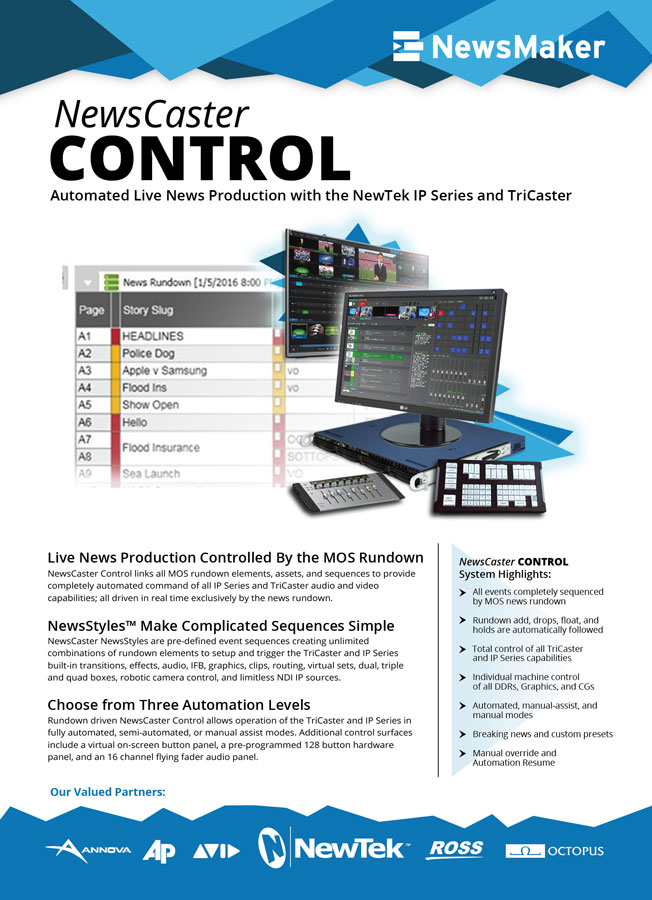 NewsMaker
NewsCaster
CONTROL
Automated Live News Production with the NewTek IP Series and TriCaster
News Rundown [1/5/2016 8:00
Page Story Slug
A1 HEADLINES
A2 Police Dog
A3 Apple v Samsung vo
A4 Flood Ins vo
A5 Show Open
A6 Hello
A7
Flood Insurance
A8
A9 Sea Launch VO
Live News Production Controlled By the MOS Rundown
NewsCaster Control links all MOS rundown elements, assets, and sequences to provide
completely automated command of all IP Series and TriCaster audio and video
capabilities; all driven in real time exclusively by the news rundown.
NewsStyles™ Make Complicated Sequences Simple
NewsCaster NewsStyles are pre-defined event sequences creating unlimited
combinations of rundown elements to setup and trigger the TriCaster and IP Series
built-in transitions, effects, audio, IFB, graphics, clips, routing, virtual sets, dual, triple
and quad boxes, robotic camera control, and limitless NDI IP sources.
Choose from Three Automation Levels
Rundown driven NewsCaster Control allows operation of the TriCaster and IP Series in
fully automated, semi-automated, or manual assist modes. Additional control surfaces
include a virtual on-screen button panel, a pre-programmed 128 button hardware
panel, and an 16 channel flying fader audio panel.
NewsCaster CONTROL
System Highlights:
All events completely sequenced
by MOS news rundown
Rundown add, drops, float, and
holds are automatically followed
Total control of all TriCaster
and IP Series capabilities
Individual machine control
of all DDRs, Graphics, and CGs
Automated, manual-assist, and
manual modes
Breaking news and custom presets
Manual override and
Automation Resume
Our Valued Partners:
ANNOVA
AP
AVID
NewTek™
ROSS
OCTOPUS